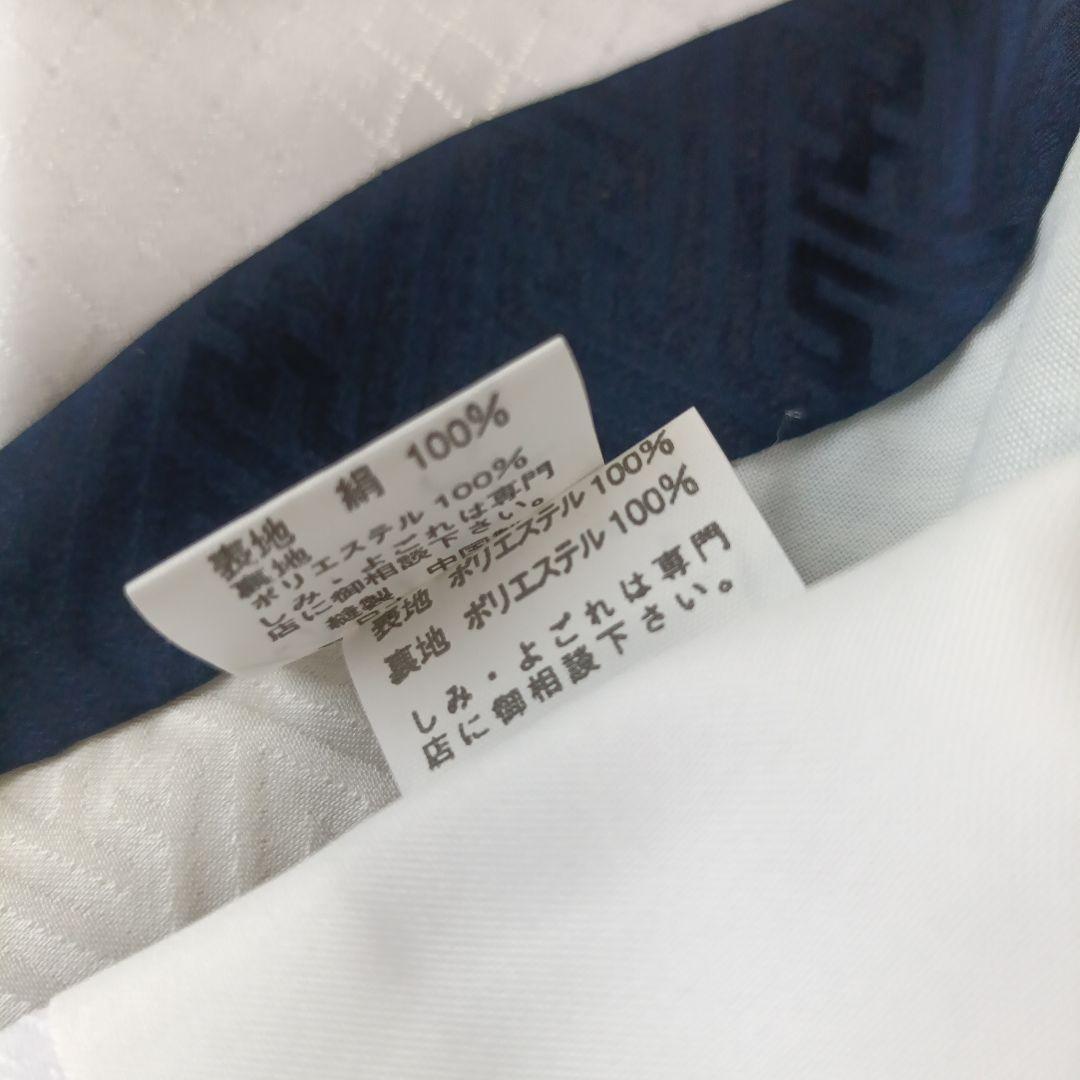 表地 絹 100%
裏地
ポリエステル 100%
しみ・よごれは専門
店に御相談下さい。
縫製 中国
表地 ポリエステル 100%
裏地 ポリエステル 100%
しみ・よごれは専門
店に御相談下さい。